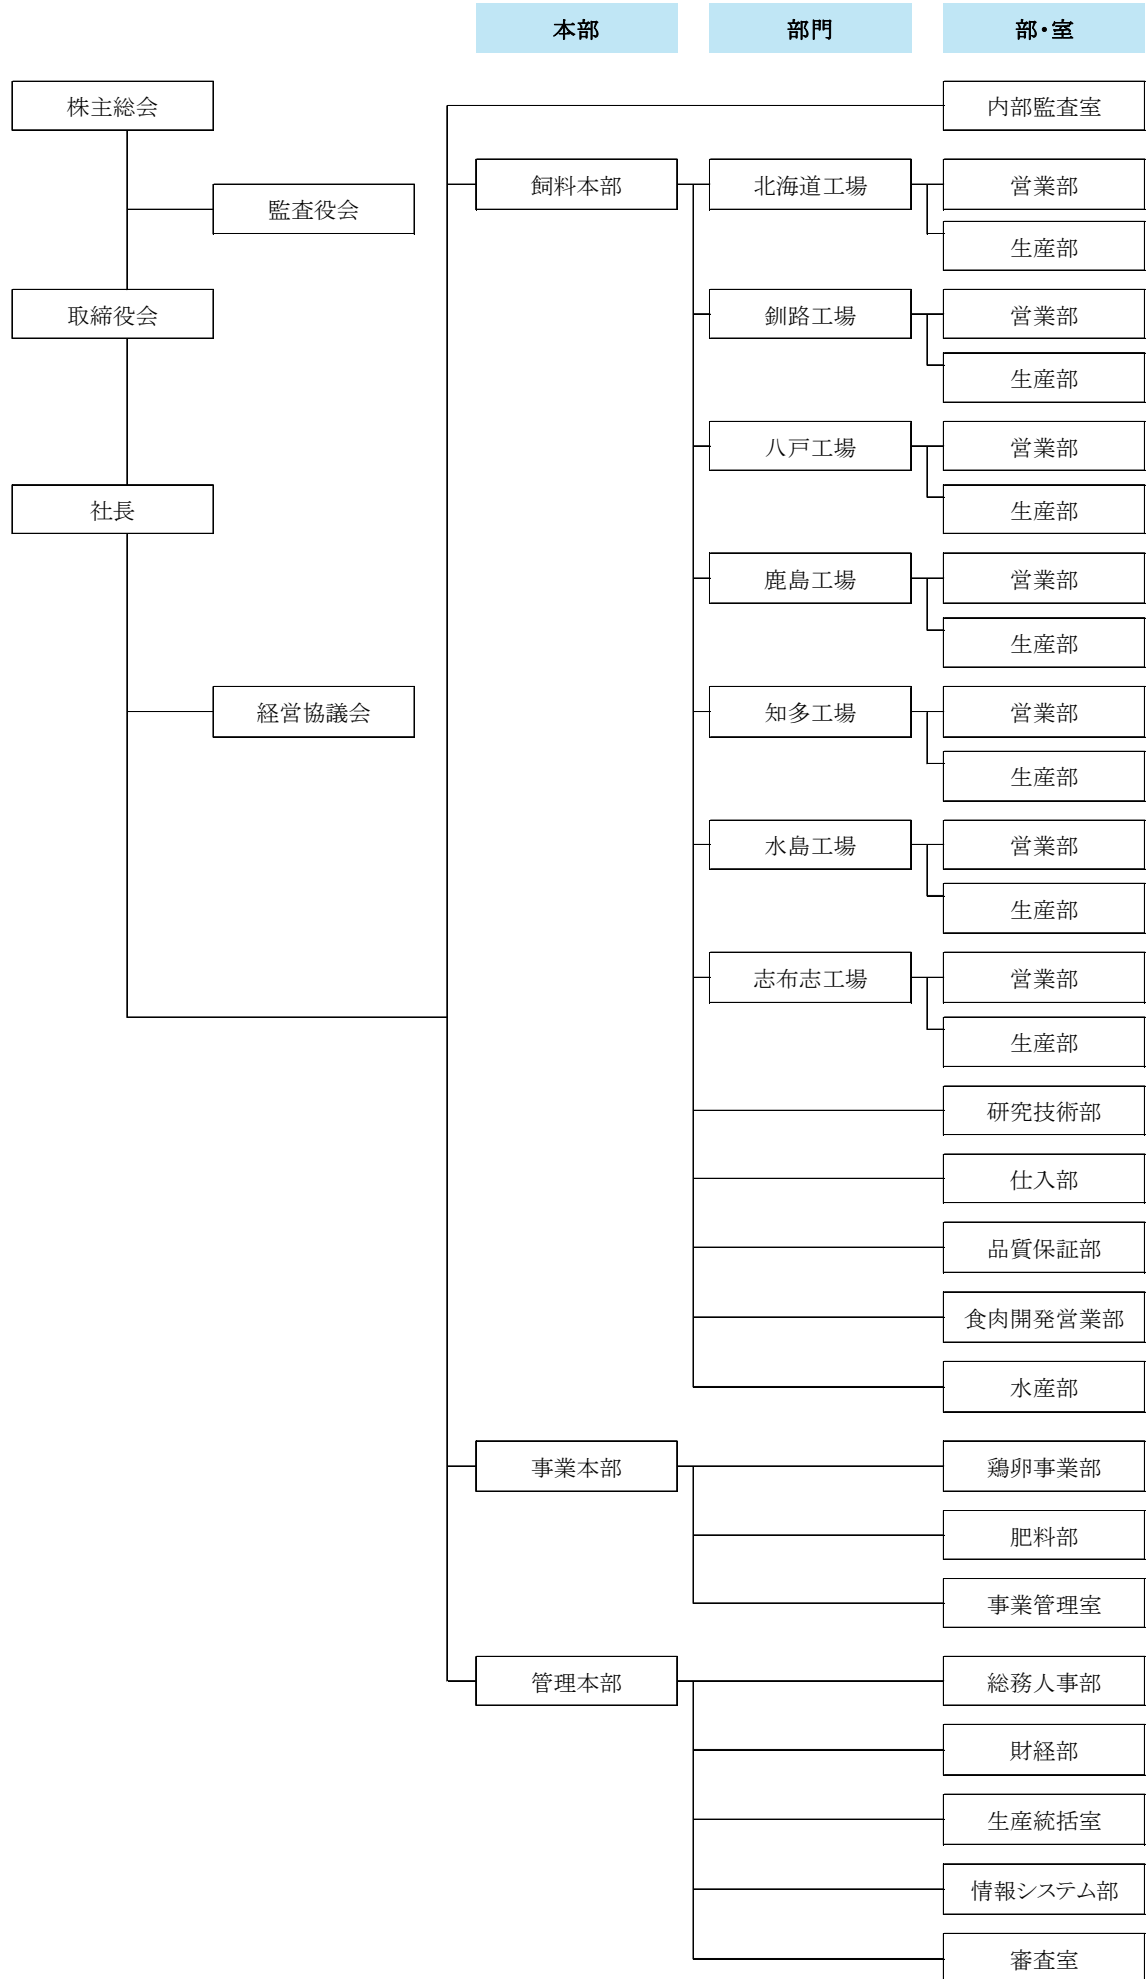 本部
部門
部・室
株主総会
監査役会
取締役会
社長
経営協議会
内部監査室
飼料本部
北海道工場
営業部
生産部
釧路工場
営業部
生産部
八戸工場
営業部
生産部
鹿島工場
営業部
生産部
知多工場
営業部
生産部
水島工場
営業部
生産部
志布志工場
営業部
生産部
研究技術部
仕入部
品質保証部
食肉開発営業部
水産部
事業本部
鶏卵事業部
肥料部
事業管理室
管理本部
総務人事部
財経部
生産統括室
情報システム部
審査室